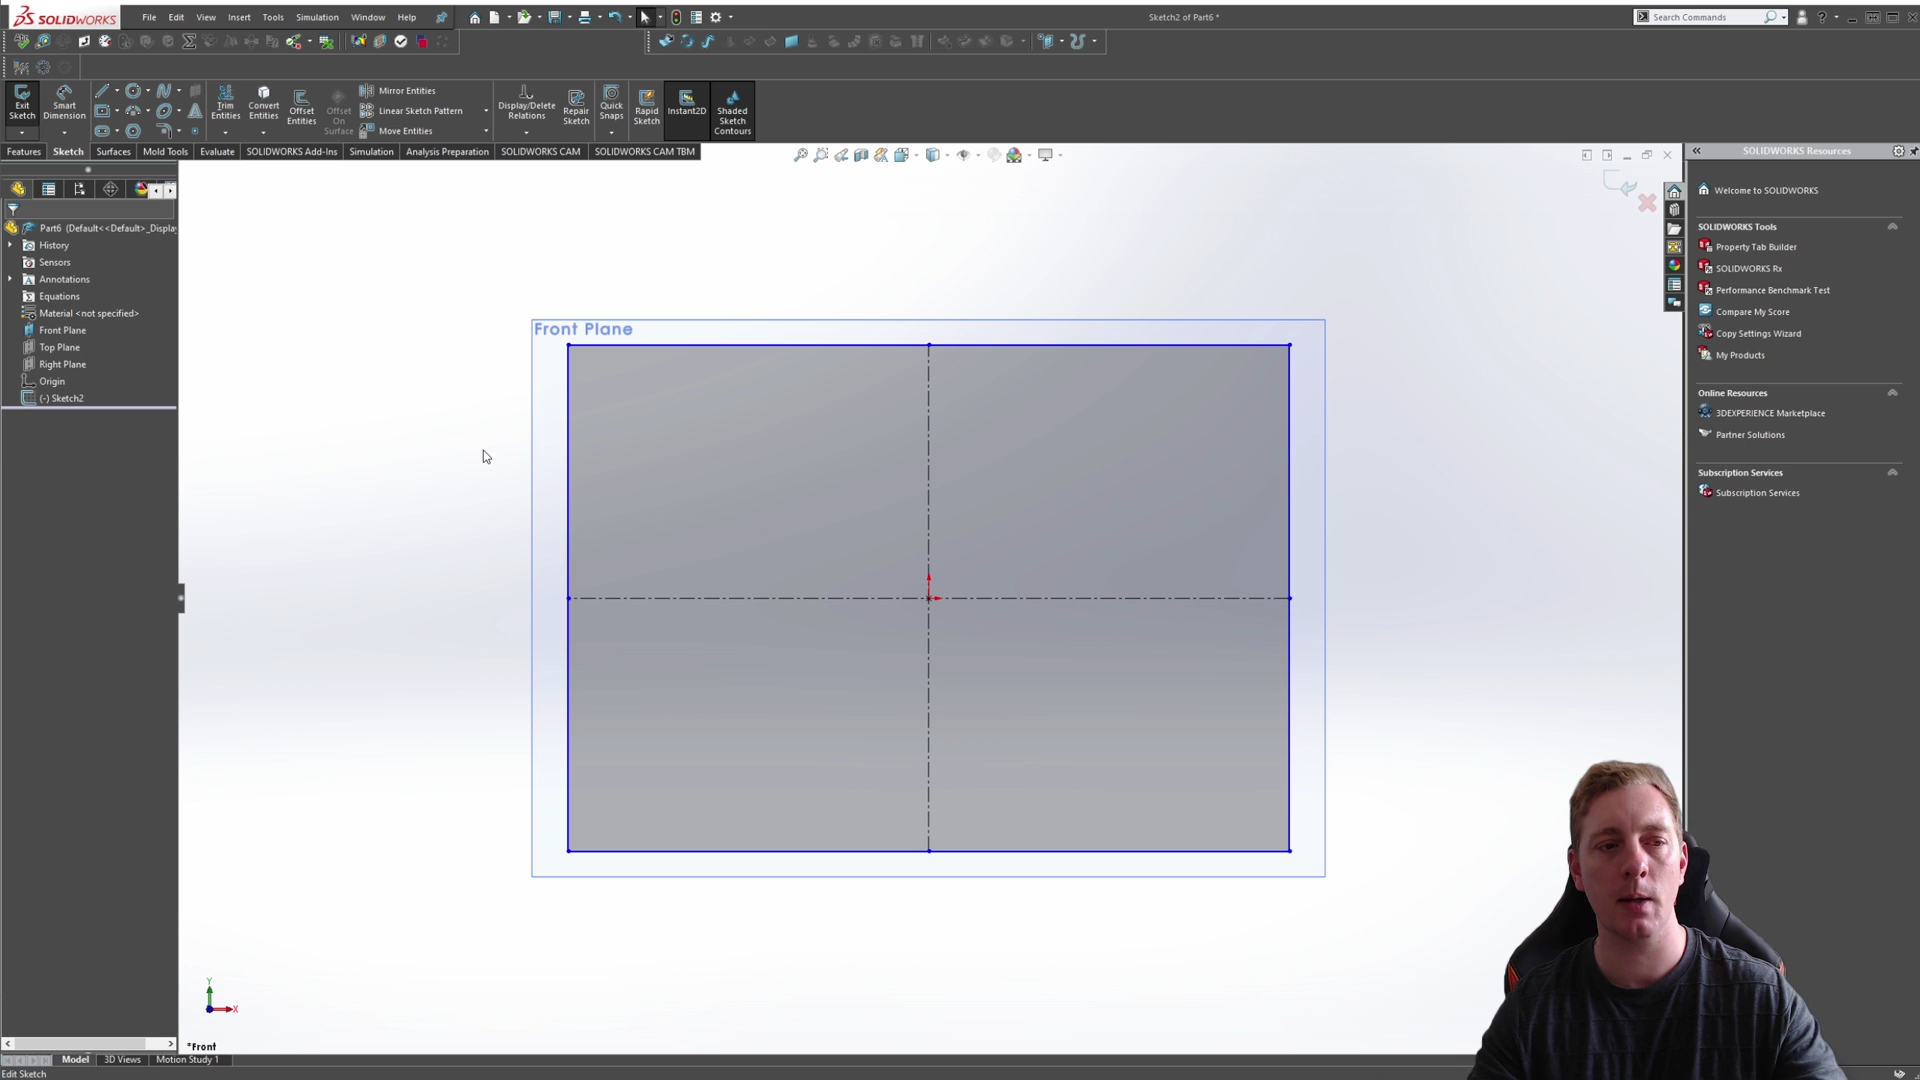 SOLIDWORKS
File Edit View Insert Tools Simulation Window Help
Sketch2 of Part6 *
Search Commands
Exit Sketch
Smart Dimension
Trim Entities
Convert Entities
Offset Entities
Offset On Surface
Mirror Entities
Linear Sketch Pattern
Move Entities
Display/Delete Relations
Repair Sketch
Quick Snaps
Rapid Sketch
Instant2D
Shaded Sketch Contours
Features Sketch Surfaces Mold Tools Evaluate SOLIDWORKS Add-Ins Simulation Analysis Preparation SOLIDWORKS CAM SOLIDWORKS CAM TBM
Part6 (Default<<Default>_Display
History
Sensors
Annotations
Equations
Material <not specified>
Front Plane
Top Plane
Right Plane
Origin
(-) Sketch2
Front Plane
Y
X
*Front
SOLIDWORKS Resources
Welcome to SOLIDWORKS
SOLIDWORKS Tools
Property Tab Builder
SOLIDWORKS Rx
Performance Benchmark Test
Compare My Score
Copy Settings Wizard
My Products
Online Resources
3DEXPERIENCE Marketplace
Partner Solutions
Subscription Services
Subscription Services
Model 3D Views Motion Study 1
Edit Sketch